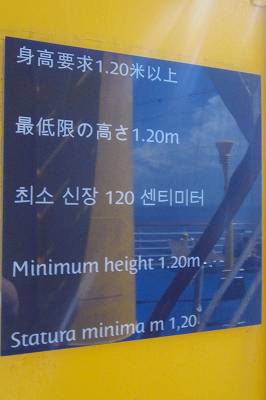 身高要求1.20米以上
最低限の高さ1.20m
최소 신장 120 센티미터
Minimum height 1.20m
Statura minima m 1,20